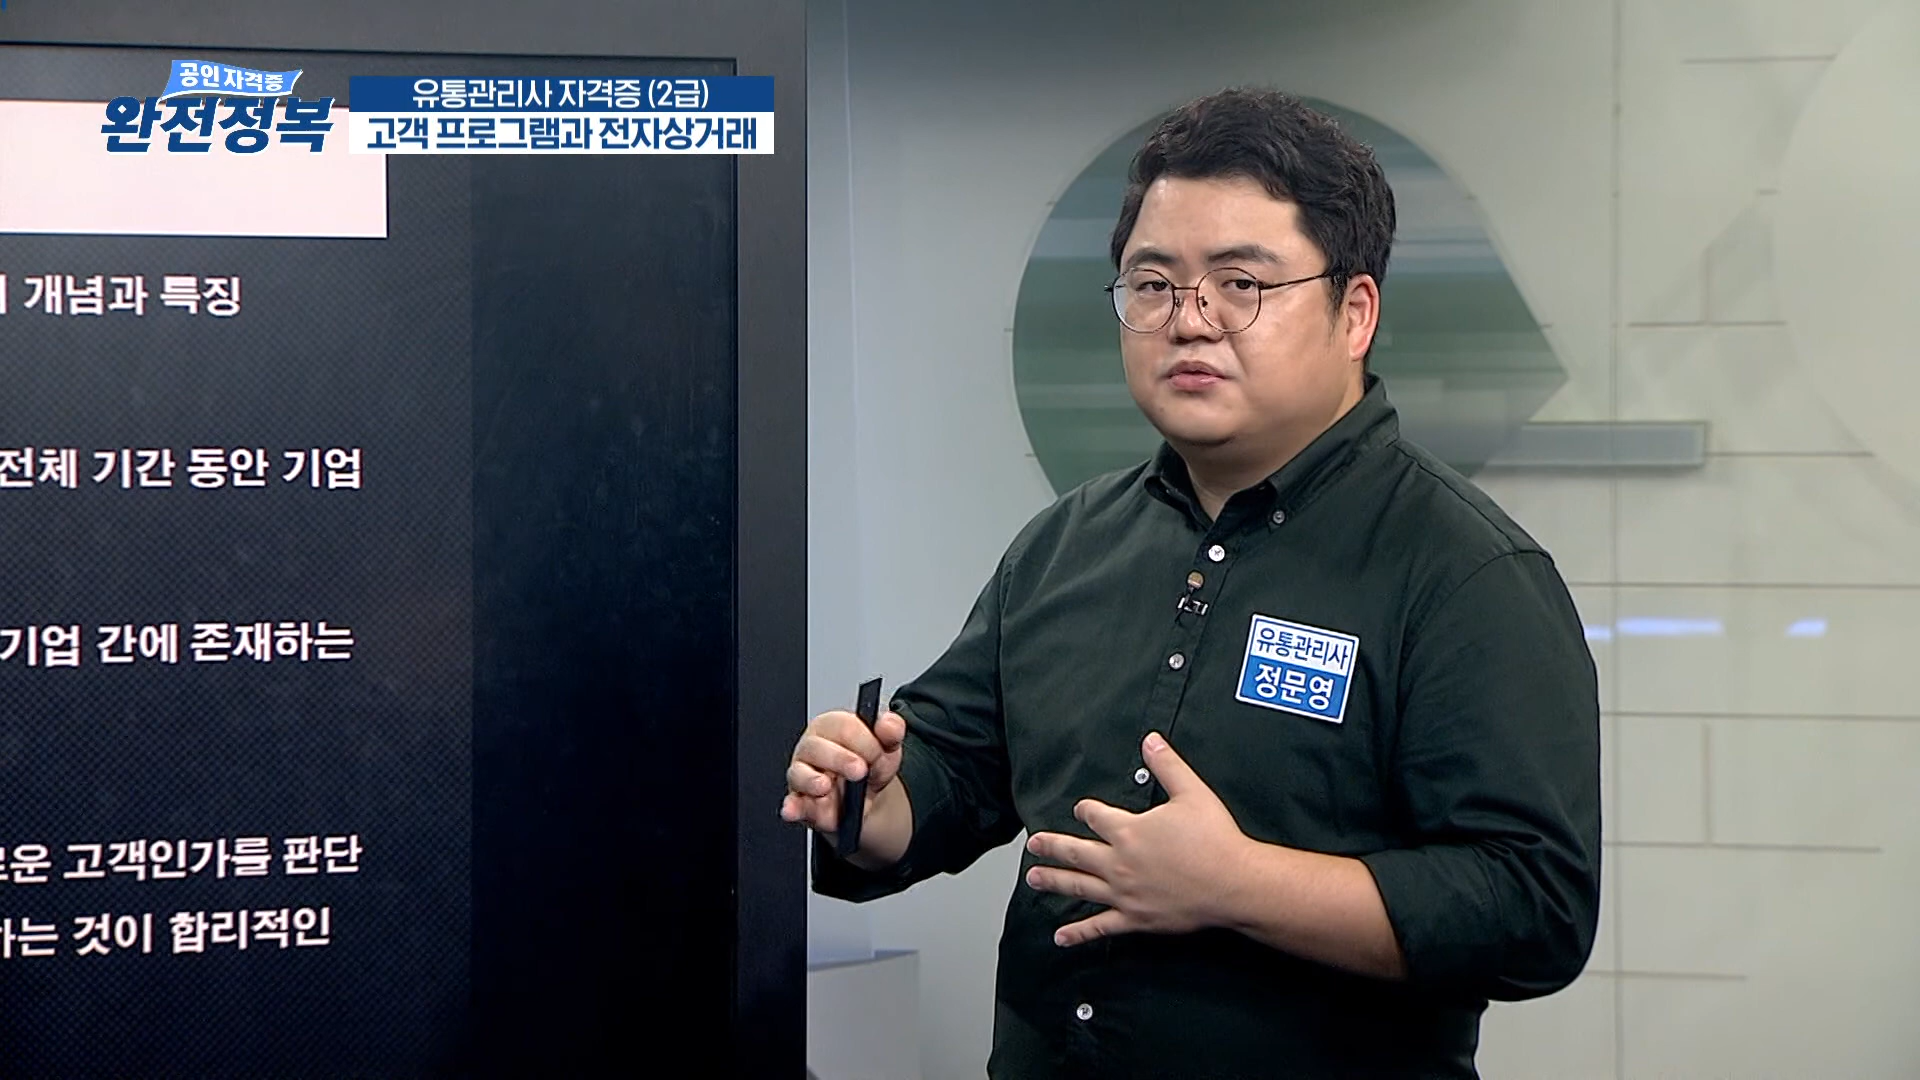 공인 자격증
완전정복
유통관리사 자격증 (2급)
고객 프로그램과 전자상거래
개념과 특징
전체 기간 동안 기업
기업 간에 존재하는
고객인가를 판단
것이 합리적인
유통관리사
정문영